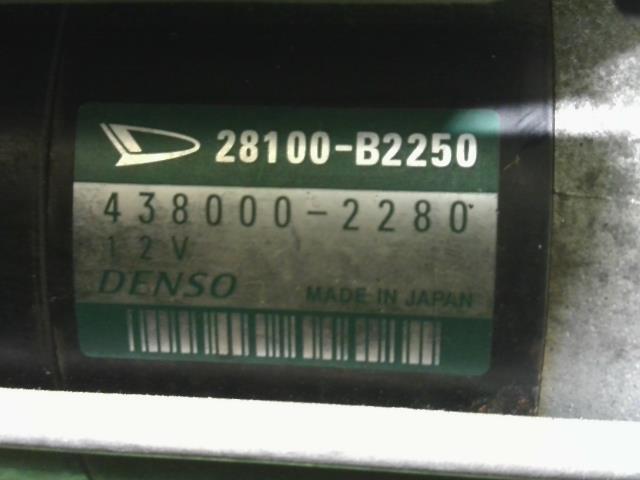 28100-B2250
438000-2280
12V
DENSO
MADE IN JAPAN